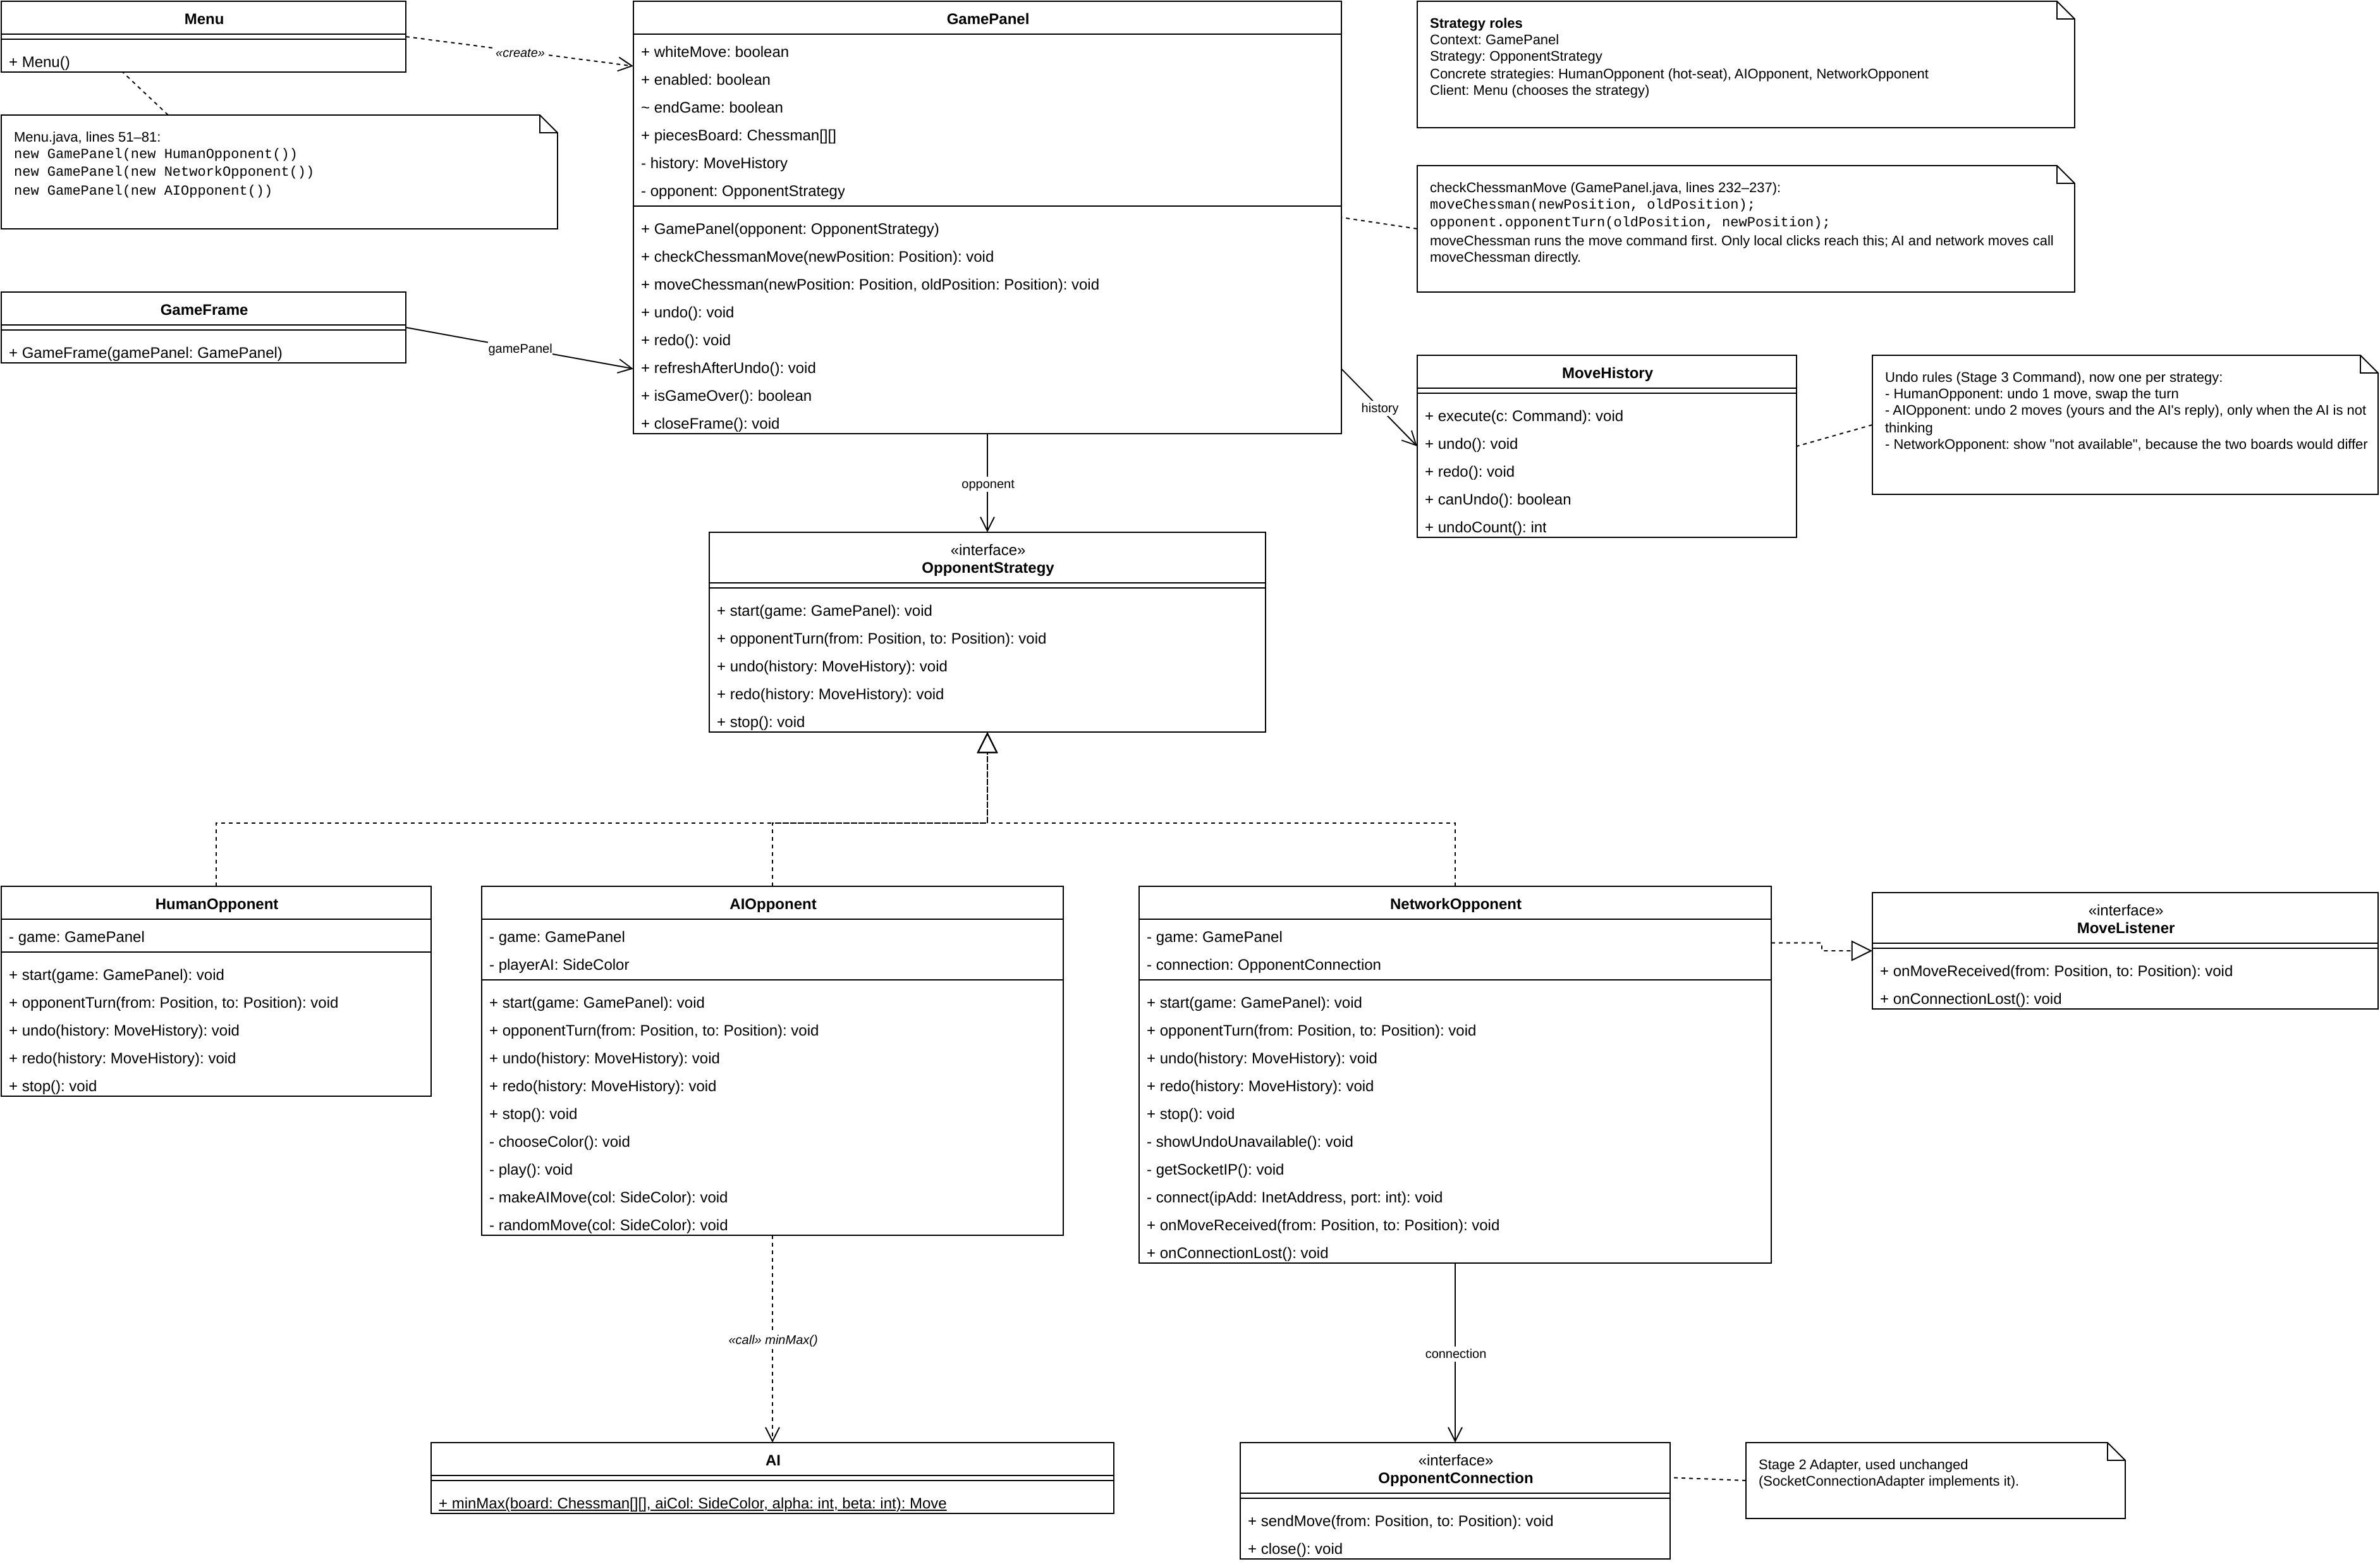 Menu
+ Menu()
«create»
Menu.java, lines 51–81:
new GamePanel(new HumanOpponent())
new GamePanel(new NetworkOpponent())
new GamePanel(new AIOpponent())
GameFrame
+ GameFrame(gamePanel: GamePanel)
gamePanel
GamePanel
+ whiteMove: boolean
+ enabled: boolean
~ endGame: boolean
+ piecesBoard: Chessman[][]
- history: MoveHistory
- opponent: OpponentStrategy
+ GamePanel(opponent: OpponentStrategy)
+ checkChessmanMove(newPosition: Position): void
+ moveChessman(newPosition: Position, oldPosition: Position): void
+ undo(): void
+ redo(): void
+ refreshAfterUndo(): void
+ isGameOver(): boolean
+ closeFrame(): void
Strategy roles
Context: GamePanel
Strategy: OpponentStrategy
Concrete strategies: HumanOpponent (hot-seat), AIOpponent, NetworkOpponent
Client: Menu (chooses the strategy)
checkChessmanMove (GamePanel.java, lines 232–237):
moveChessman(newPosition, oldPosition);
opponent.opponentTurn(oldPosition, newPosition);
moveChessman runs the move command first. Only local clicks reach this; AI and network moves call
moveChessman directly.
history
MoveHistory
+ execute(c: Command): void
+ undo(): void
+ redo(): void
+ canUndo(): boolean
+ undoCount(): int
Undo rules (Stage 3 Command), now one per strategy:
- HumanOpponent: undo 1 move, swap the turn
- AIOpponent: undo 2 moves (yours and the AI's reply), only when the AI is not
thinking
- NetworkOpponent: show "not available", because the two boards would differ
opponent
«interface»
OpponentStrategy
+ start(game: GamePanel): void
+ opponentTurn(from: Position, to: Position): void
+ undo(history: MoveHistory): void
+ redo(history: MoveHistory): void
+ stop(): void
HumanOpponent
- game: GamePanel
+ start(game: GamePanel): void
+ opponentTurn(from: Position, to: Position): void
+ undo(history: MoveHistory): void
+ redo(history: MoveHistory): void
+ stop(): void
AIOpponent
- game: GamePanel
- playerAI: SideColor
+ start(game: GamePanel): void
+ opponentTurn(from: Position, to: Position): void
+ undo(history: MoveHistory): void
+ redo(history: MoveHistory): void
+ stop(): void
- chooseColor(): void
- play(): void
- makeAIMove(col: SideColor): void
- randomMove(col: SideColor): void
NetworkOpponent
- game: GamePanel
- connection: OpponentConnection
+ start(game: GamePanel): void
+ opponentTurn(from: Position, to: Position): void
+ undo(history: MoveHistory): void
+ redo(history: MoveHistory): void
+ stop(): void
- showUndoUnavailable(): void
- getSocketIP(): void
- connect(ipAdd: InetAddress, port: int): void
+ onMoveReceived(from: Position, to: Position): void
+ onConnectionLost(): void
«interface»
MoveListener
+ onMoveReceived(from: Position, to: Position): void
+ onConnectionLost(): void
«call» minMax()
connection
AI
+ minMax(board: Chessman[][], aiCol: SideColor, alpha: int, beta: int): Move
«interface»
OpponentConnection
+ sendMove(from: Position, to: Position): void
+ close(): void
Stage 2 Adapter, used unchanged
(SocketConnectionAdapter implements it).